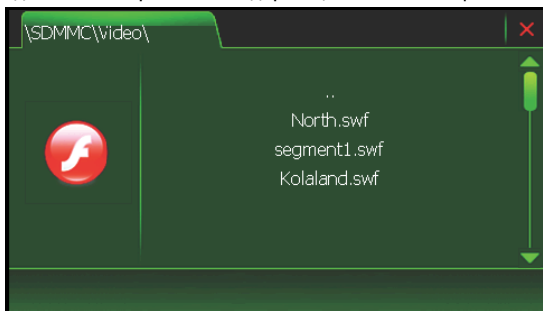 \SDMMC\Video\
..
North.swf
segment1.swf
Kolaland.swf